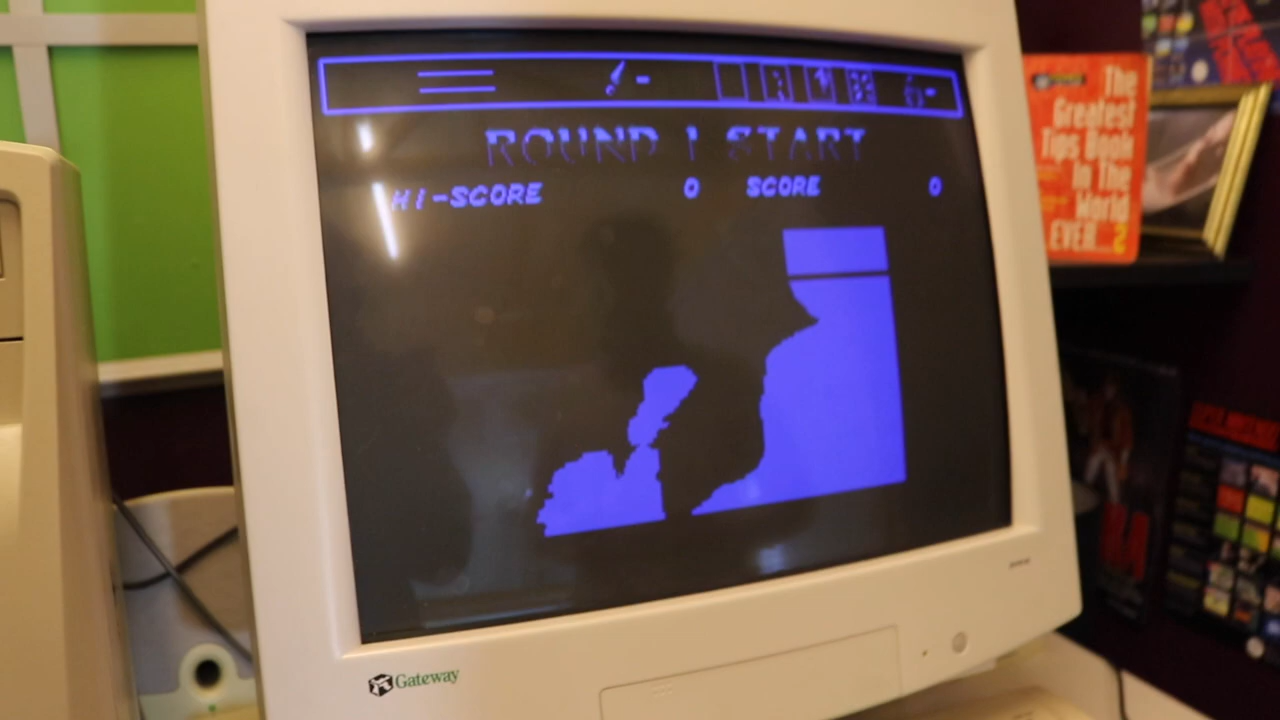 ROUND 1 START
HI-SCORE 0 SCORE 0
Gateway
The
Greatest
Tips Book
In The
World
EVER 2